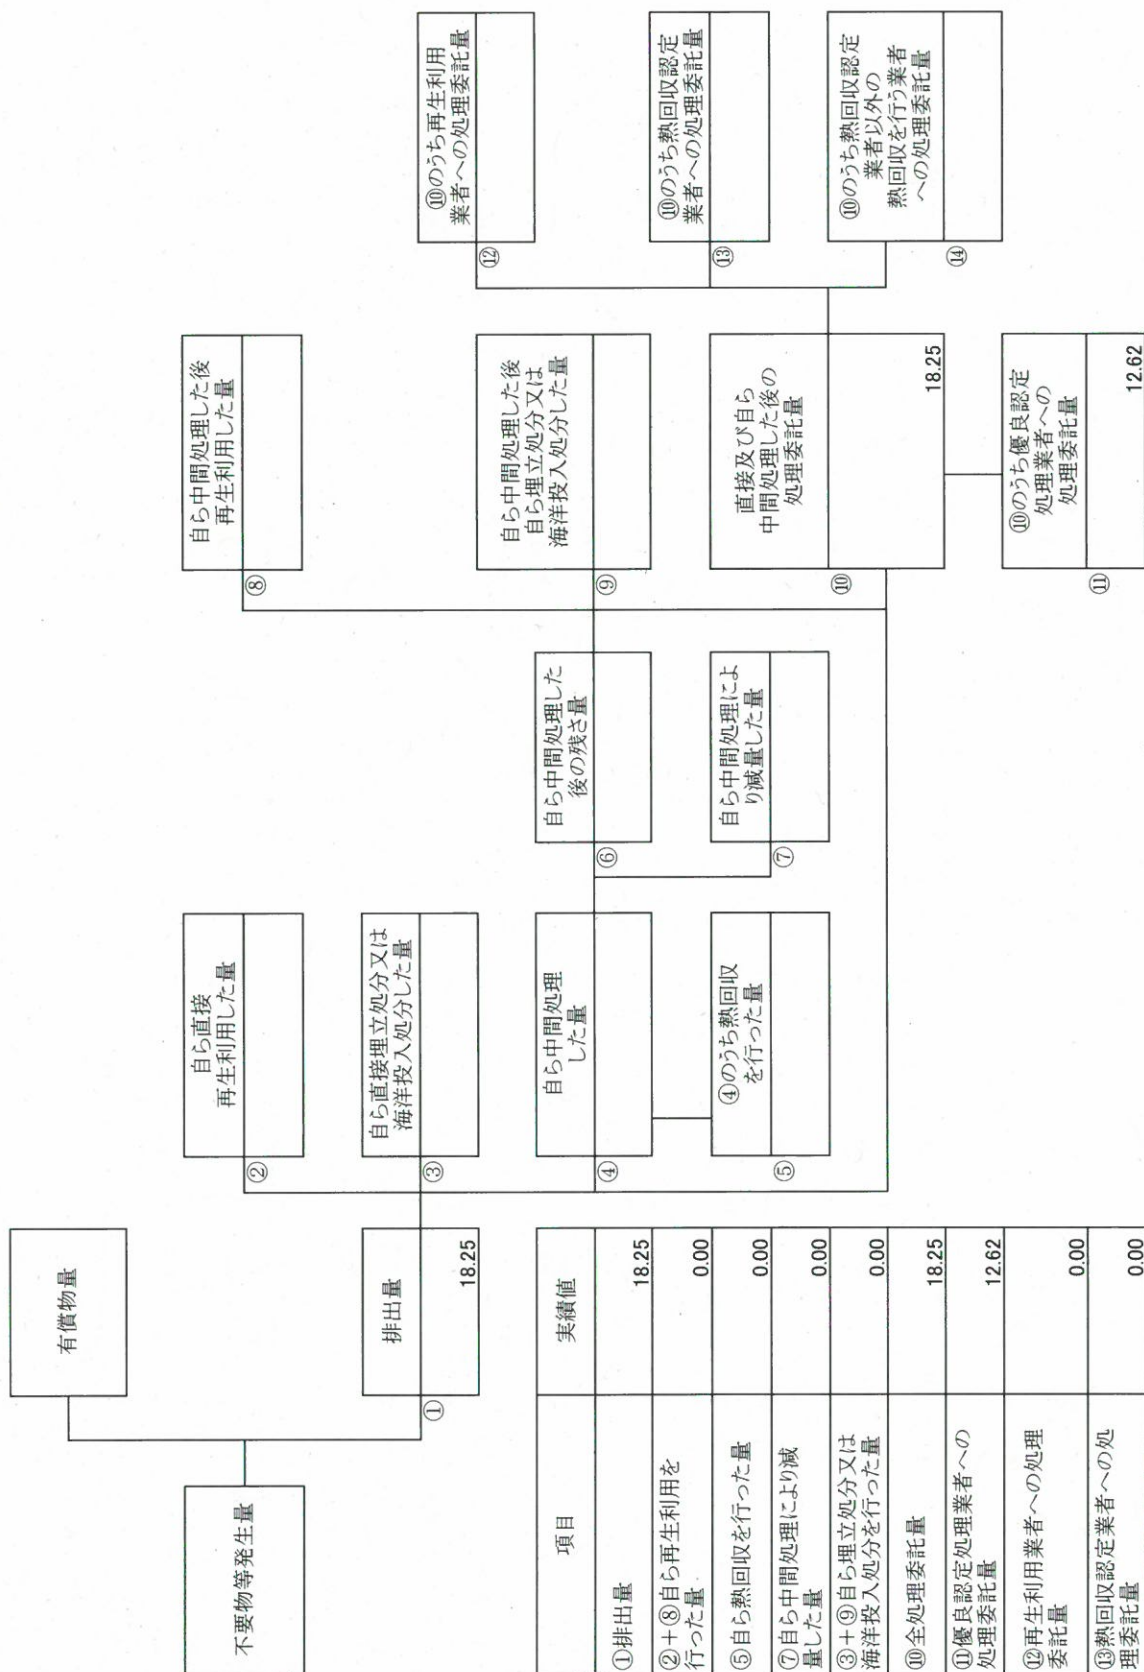 不要物等発生量
有償物量
①
排出量
18.25
②
自ら直接
再生利用した量
③
自ら直接埋立処分又は
海洋投入処分した量
④
自ら中間処理
した量
⑤
④のうち熱回収
を行った量
⑥
自ら中間処理した
後の残さ量
⑦
自ら中間処理によ
り減量した量
⑧
自ら中間処理した後
再生利用した量
⑨
自ら中間処理した後
自ら埋立処分又は
海洋投入処分した量
⑩
直接及び自ら
中間処理した後の
処理委託量
18.25
⑪
⑩のうち優良認定
処理業者への
処理委託量
12.62
⑫
⑩のうち再生利用
業者への処理委託量
⑬
⑩のうち熱回収認定
業者への処理委託量
⑭
⑩のうち熱回収認定
業者以外の
熱回収を行う業者
への処理委託量
項目 実績値
①排出量 18.25
②+⑧自ら再生利用を
行った量 0.00
⑤自ら熱回収を行った量 0.00
⑦自ら中間処理により減
量した量 0.00
③+⑨自ら埋立処分又は
海洋投入処分を行った量 0.00
⑩全処理委託量 18.25
⑪優良認定処理業者への
処理委託量 12.62
⑫再生利用業者への処理
委託量 0.00
⑬熱回収認定業者への処
理委託量 0.00